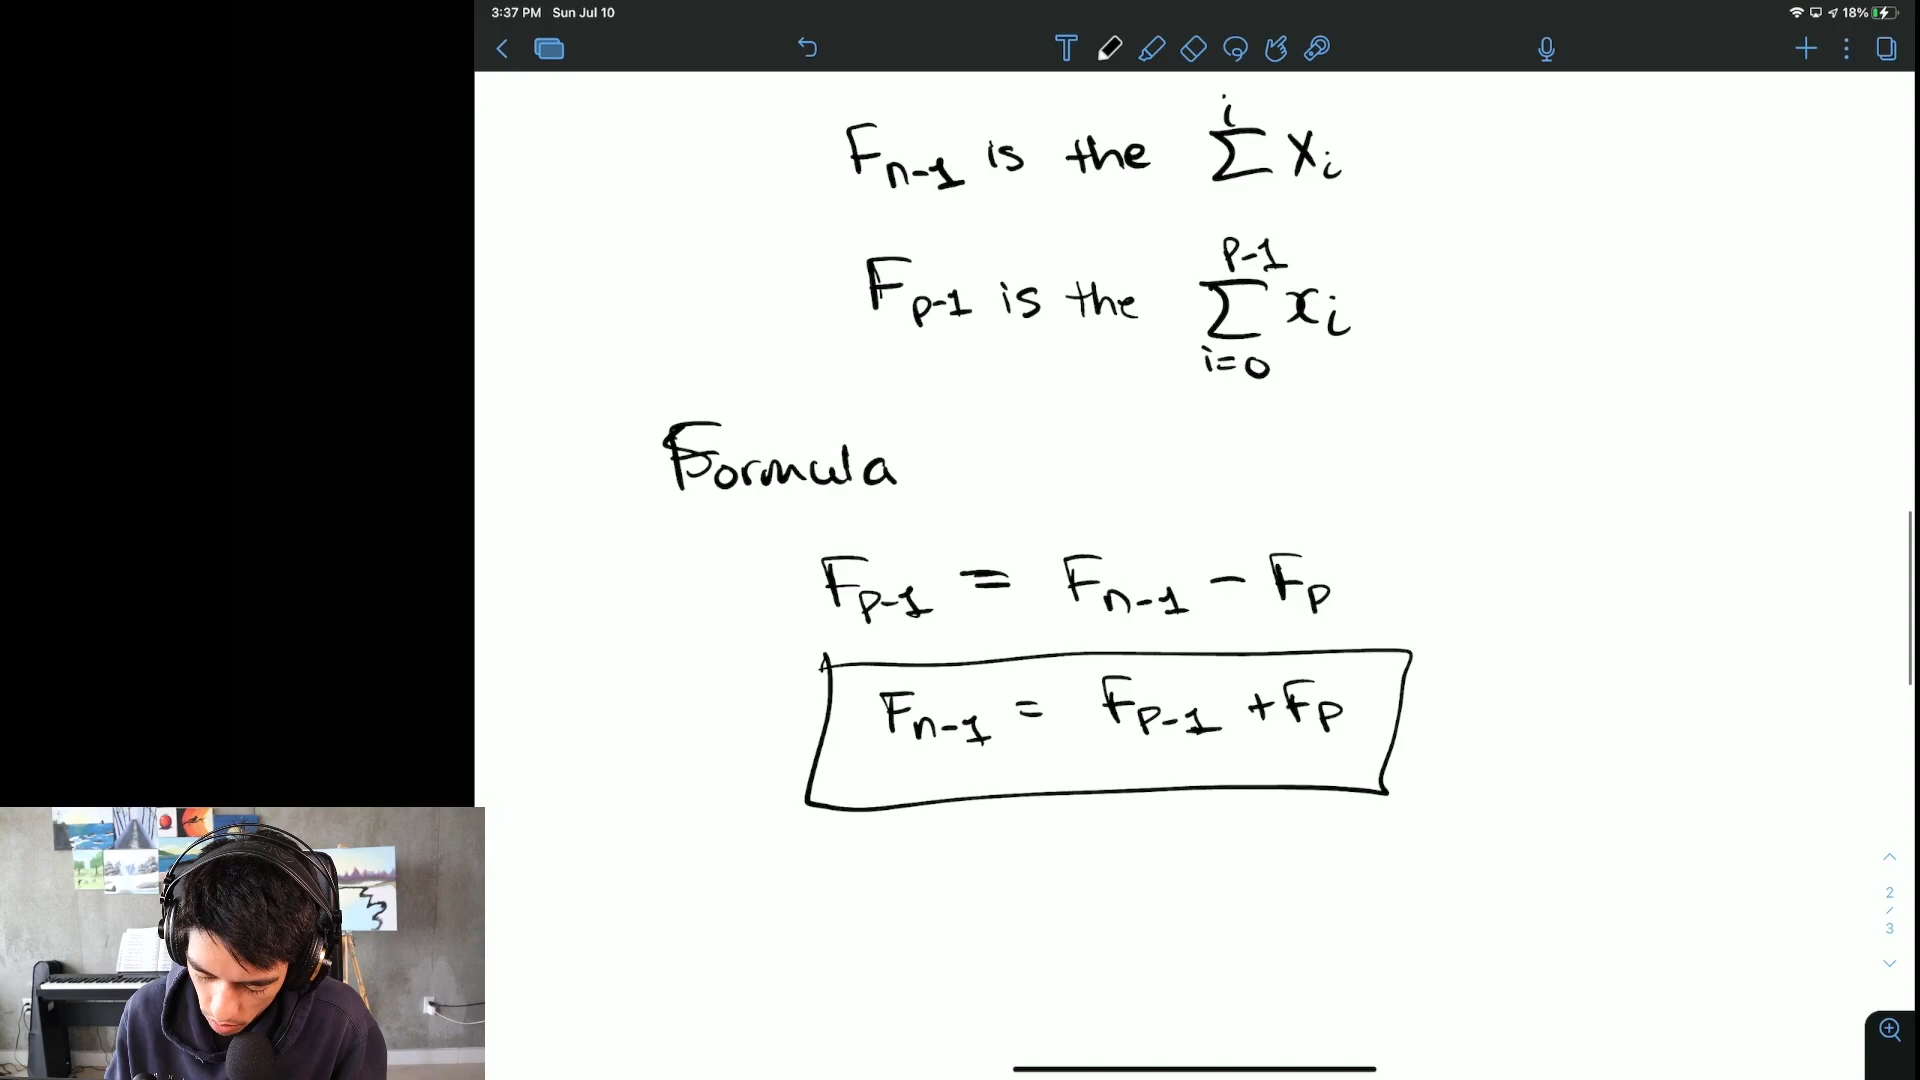 3:37 PM Sun Jul 10
18%
T
i
F_{n-1} is the Σ X_i
p-1
F_{p-1} is the Σ x_i
i=0
Formula
F_{p-1} = F_{n-1} - F_p
F_{n-1} = F_{p-1} + F_p
2
/
3